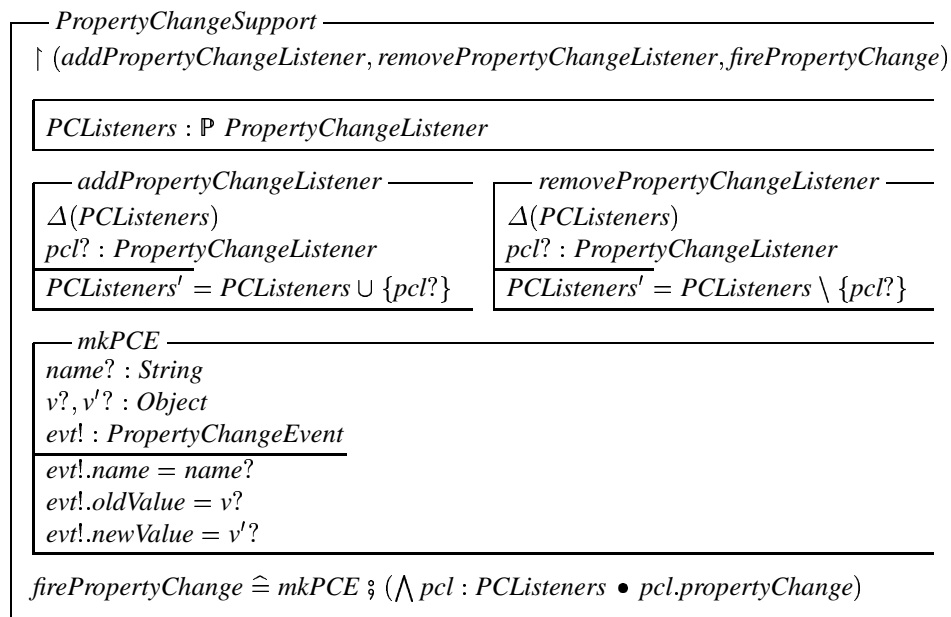 PropertyChangeSupport
↾ (addPropertyChangeListener, removePropertyChangeListener, firePropertyChange)
PCListeners : ℙ PropertyChangeListener
addPropertyChangeListener
Δ(PCListeners)
pcl? : PropertyChangeListener
PCListeners′ = PCListeners ∪ {pcl?}
removePropertyChangeListener
Δ(PCListeners)
pcl? : PropertyChangeListener
PCListeners′ = PCListeners \ {pcl?}
mkPCE
name? : String
v?, v′? : Object
evt! : PropertyChangeEvent
evt!.name = name?
evt!.oldValue = v?
evt!.newValue = v′?
firePropertyChange ≙ mkPCE ⨟ (⋀ pcl : PCListeners • pcl.propertyChange)